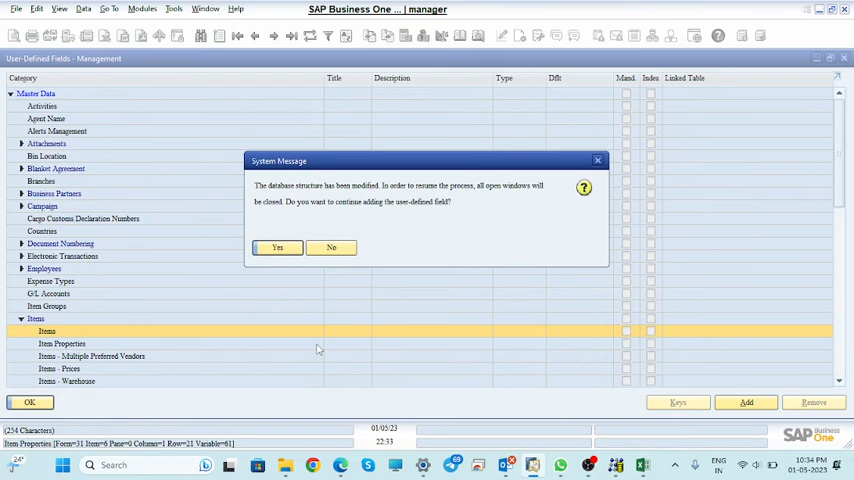 SAP Business One ... | manager
File Edit View Data Go To Modules Tools Window Help
User-Defined Fields - Management
Category Title Description Type Dflt Mand. Index Linked Table
Master Data
Activities
Agent Name
Alerts Management
Attachments
Bin Location
Blanket Agreement
Branches
Business Partners
Campaign
Cargo Customs Declaration Numbers
Countries
Document Numbering
Electronic Transactions
Employees
Expense Types
G/L Accounts
Item Groups
Items
Items
Item Properties
Items - Multiple Preferred Vendors
Items - Prices
Items - Warehouse
System Message
The database structure has been modified. In order to resume the process, all open windows will
be closed. Do you want to continue adding the user-defined field?
Yes No
OK Keys Add Remove
(254 Characters) 01/05/23
Item Properties [Form=31 Item=6 Pane=0 Column=1 Row=21 Variable=61] 22:33
SAP Business One
24° Search 69 ENG IN 10:34 PM 01-05-2023